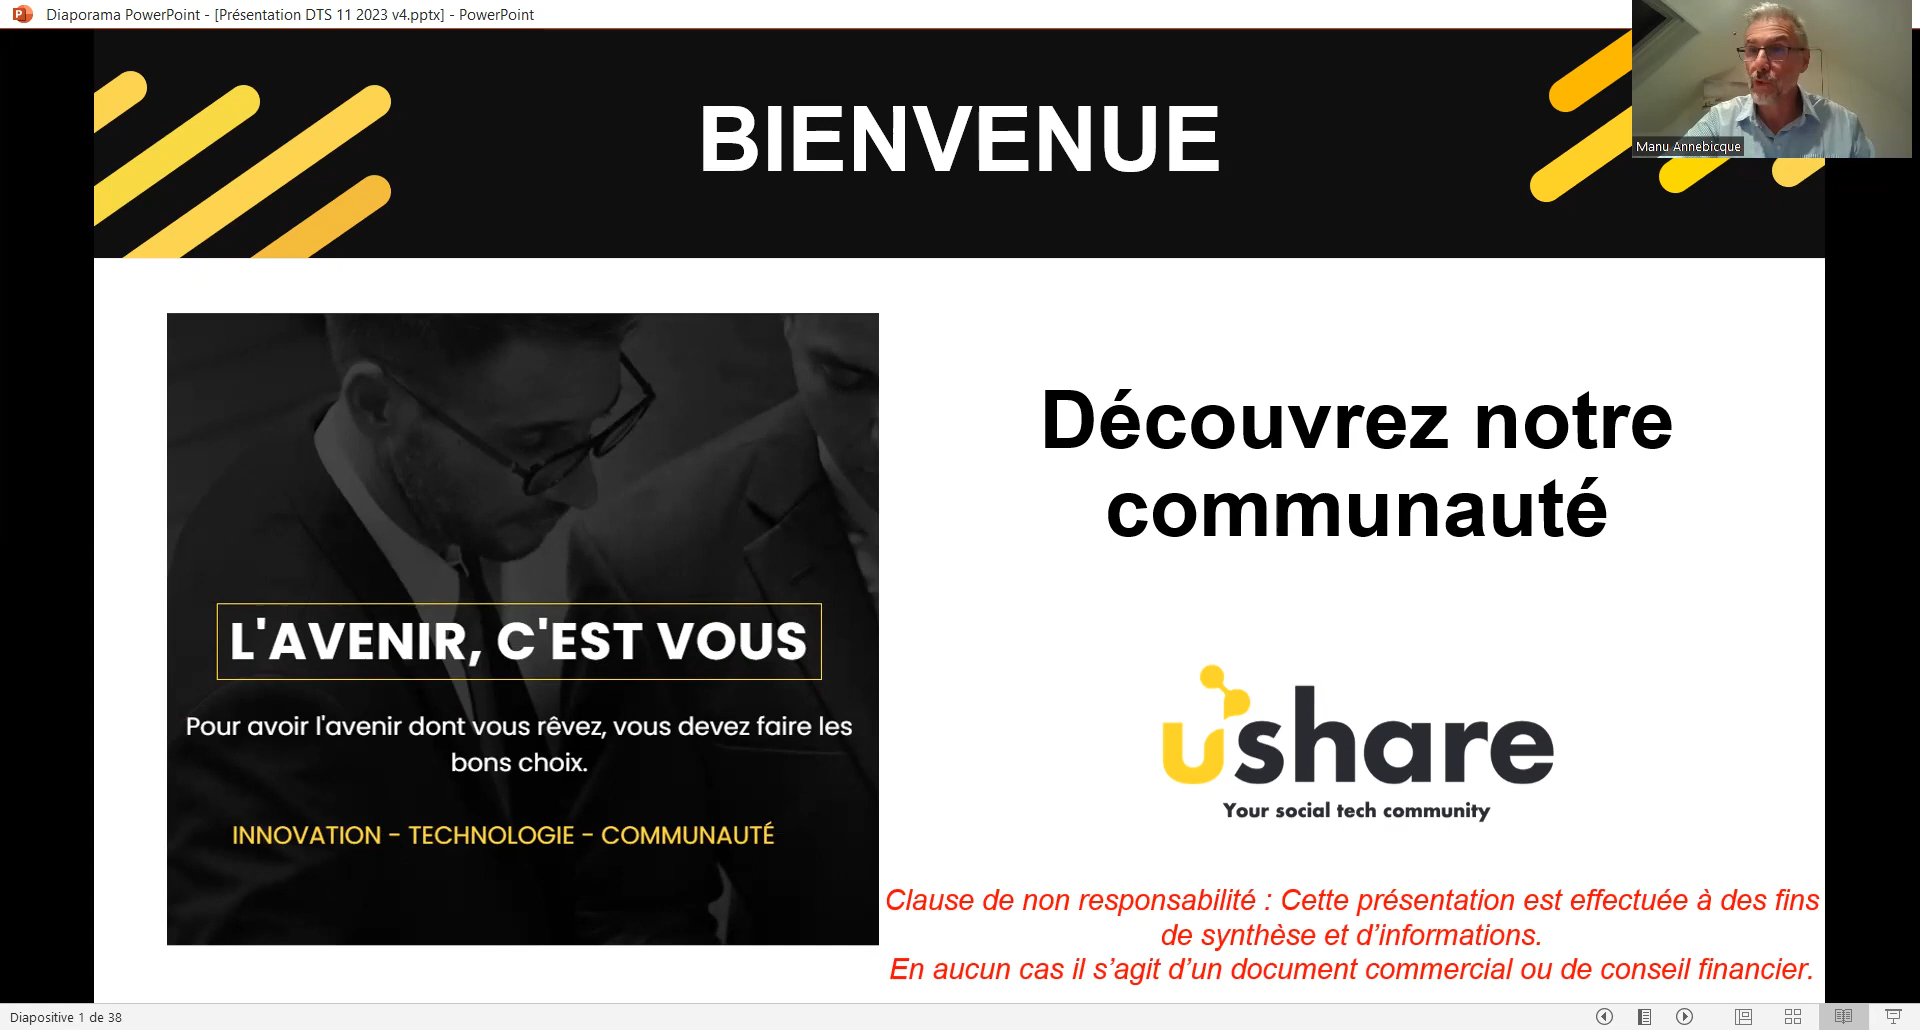 Diaporama PowerPoint - [Présentation DTS 11 2023 v4.pptx] - PowerPoint
Manu Annebicque
BIENVENUE
L'AVENIR, C'EST VOUS
Pour avoir l'avenir dont vous rêvez, vous devez faire les
bons choix.
INNOVATION - TECHNOLOGIE - COMMUNAUTÉ
Découvrez notre
communauté
ushare
Your social tech community
Clause de non responsabilité : Cette présentation est effectuée à des fins
de synthèse et d’informations.
En aucun cas il s’agit d’un document commercial ou de conseil financier.
Diapositive 1 de 38